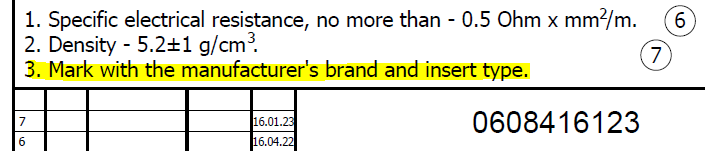 1. Specific electrical resistance, no more than - 0.5 Ohm x mm²/m. 6
2. Density - 5.2±1 g/cm³. 7
3. Mark with the manufacturer's brand and insert type.
7 16.01.23 0608416123
6 16.04.22